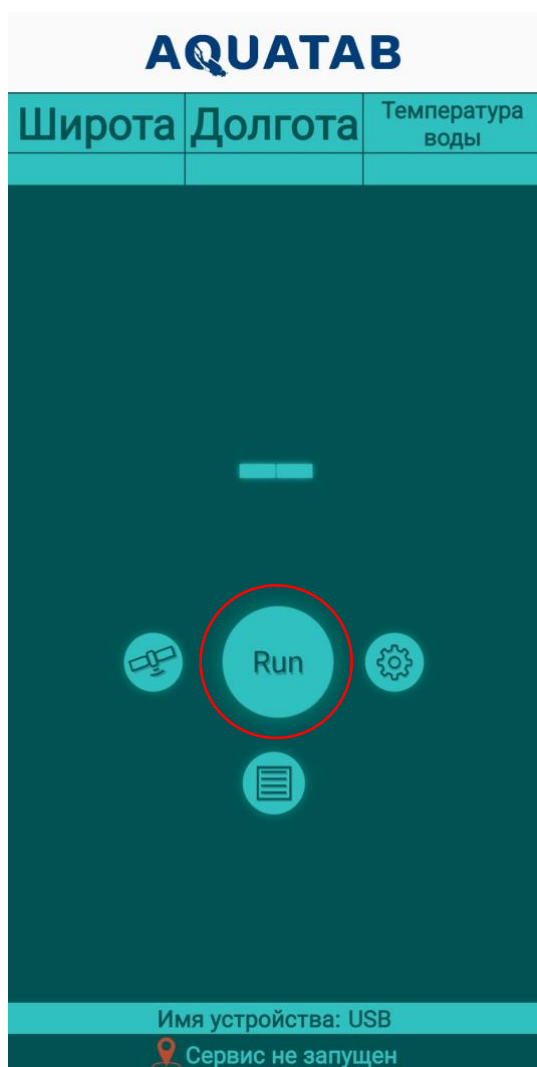 AQUATAB
Широта Долгота Температура
воды
Run
Имя устройства: USB
Сервис не запущен